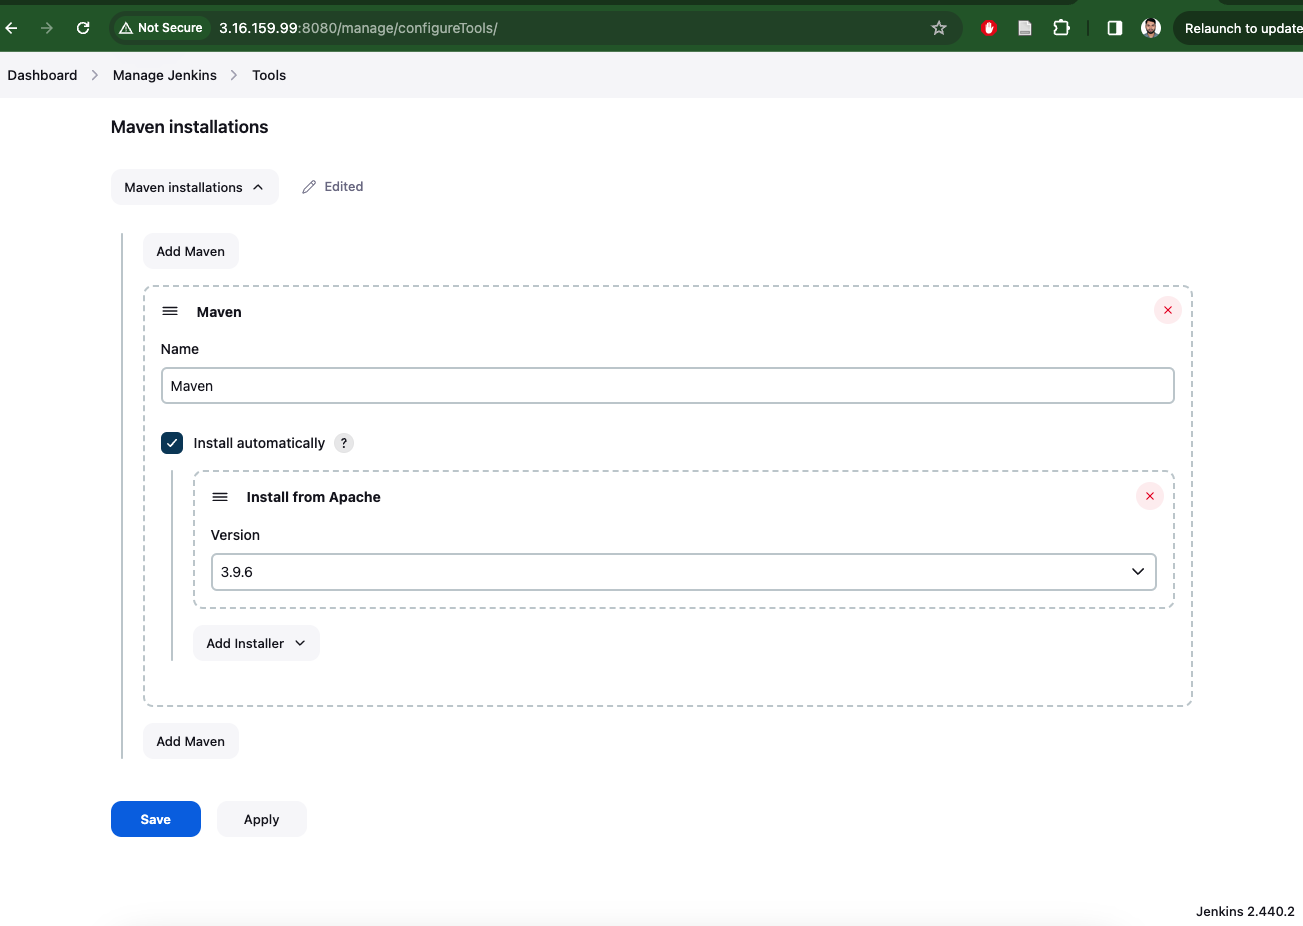 Not Secure 3.16.159.99:8080/manage/configureTools/ Relaunch to update
Dashboard Manage Jenkins Tools
Maven installations
Maven installations Edited
Add Maven
Maven
Name
Maven
Install automatically ?
Install from Apache
Version
3.9.6
Add Installer
Add Maven
Save Apply
Jenkins 2.440.2